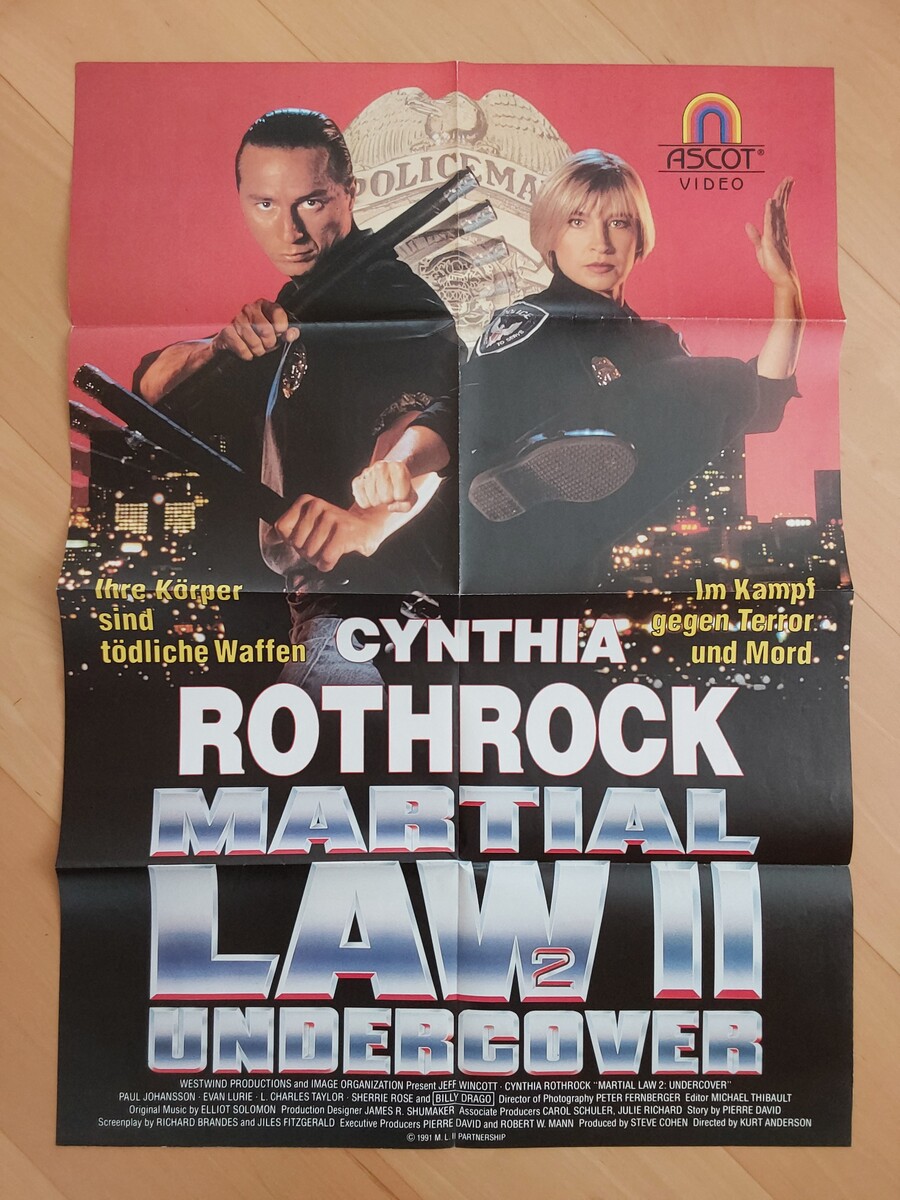 POLICEMA
ASCOT®
VIDEO
POLICE
TO SERVE
Ihre Körper
sind
tödliche Waffen
Im Kampf
gegen Terror
und Mord
CYNTHIA
ROTHROCK
MARTIAL
LAW II
2
UNDERCOVER
WESTWIND PRODUCTIONS and IMAGE ORGANIZATION Present JEFF WINCOTT · CYNTHIA ROTHROCK "MARTIAL LAW 2: UNDERCOVER"
PAUL JOHANSSON · EVAN LURIE · L. CHARLES TAYLOR · SHERRIE ROSE and BILLY DRAGO Director of Photography PETER FERNBERGER Editor MICHAEL THIBAULT
Original Music by ELLIOT SOLOMON Production Designer JAMES R. SHUMAKER Associate Producers CAROL SCHULER, JULIE RICHARD Story by PIERRE DAVID
Screenplay by RICHARD BRANDES and JILES FITZGERALD Executive Producers PIERRE DAVID and ROBERT W. MANN Produced by STEVE COHEN Directed by KURT ANDERSON
© 1991 M. L. II PARTNERSHIP